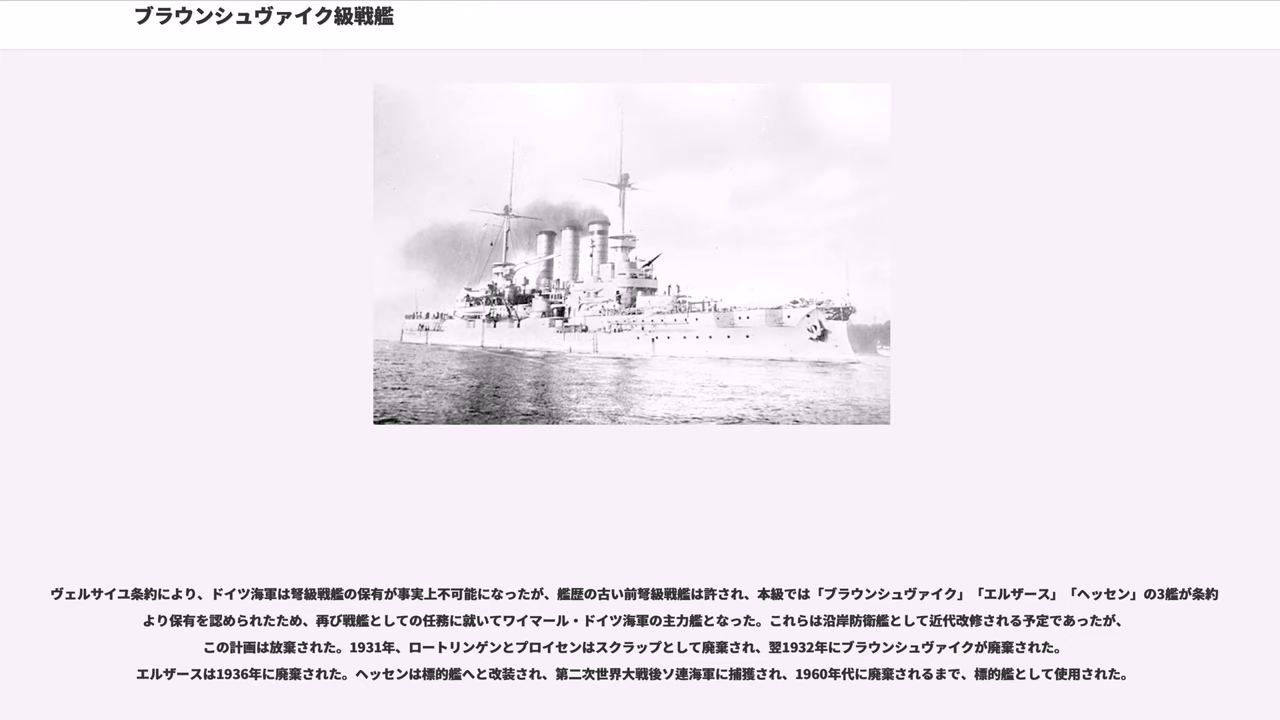 ブラウンシュヴァイク級戦艦
ヴェルサイユ条約により、ドイツ海軍は弩級戦艦の保有が事実上不可能になったが、艦歴の古い前弩級戦艦は許され、本級では「ブラウンシュヴァイク」「エルザース」「ヘッセン」の3艦が条約
より保有を認められたため、再び戦艦としての任務に就いてワイマール・ドイツ海軍の主力艦となった。これらは沿岸防衛艦として近代改修される予定であったが、
この計画は放棄された。1931年、ロートリンゲンとプロイセンはスクラップとして廃棄され、翌1932年にブラウンシュヴァイクが廃棄された。
エルザースは1936年に廃棄された。ヘッセンは標的艦へと改装され、第二次世界大戦後ソ連海軍に捕獲され、1960年代に廃棄されるまで、標的艦として使用された。